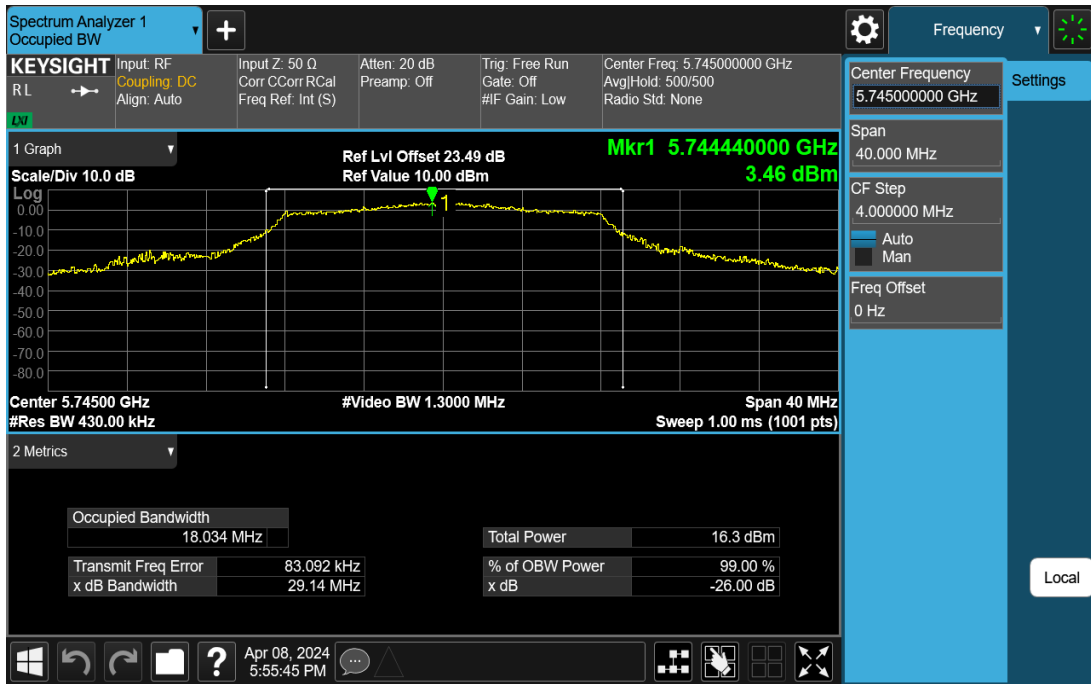 Spectrum Analyzer 1
Occupied BW
+
Frequency
KEYSIGHT
R L
LXI
Input: RF
Coupling: DC
Align: Auto
Input Z: 50 Ω
Corr CCorr RCal
Freq Ref: Int (S)
Atten: 20 dB
Preamp: Off
Trig: Free Run
Gate: Off
#IF Gain: Low
Center Freq: 5.745000000 GHz
Avg|Hold: 500/500
Radio Std: None
Center Frequency
5.745000000 GHz
Settings
Span
40.000 MHz
CF Step
4.000000 MHz
Auto
Man
Freq Offset
0 Hz
Local
1 Graph
Scale/Div 10.0 dB
Ref Lvl Offset 23.49 dB
Ref Value 10.00 dBm
Mkr1 5.744440000 GHz
3.46 dBm
Log
0.00
-10.0
-20.0
-30.0
-40.0
-50.0
-60.0
-70.0
-80.0
1
Center 5.74500 GHz
#Res BW 430.00 kHz
#Video BW 1.3000 MHz
Span 40 MHz
Sweep 1.00 ms (1001 pts)
2 Metrics
Occupied Bandwidth
18.034 MHz
Transmit Freq Error 83.092 kHz
x dB Bandwidth 29.14 MHz
Total Power 16.3 dBm
% of OBW Power 99.00 %
x dB -26.00 dB
?
Apr 08, 2024
5:55:45 PM